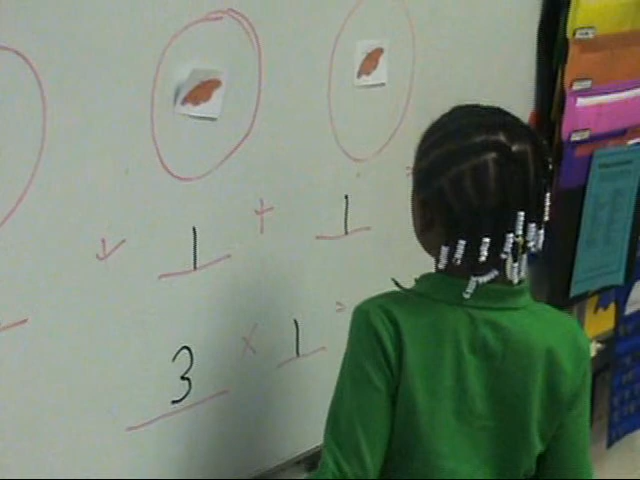 + 1 + 1 =
3 x 1 =